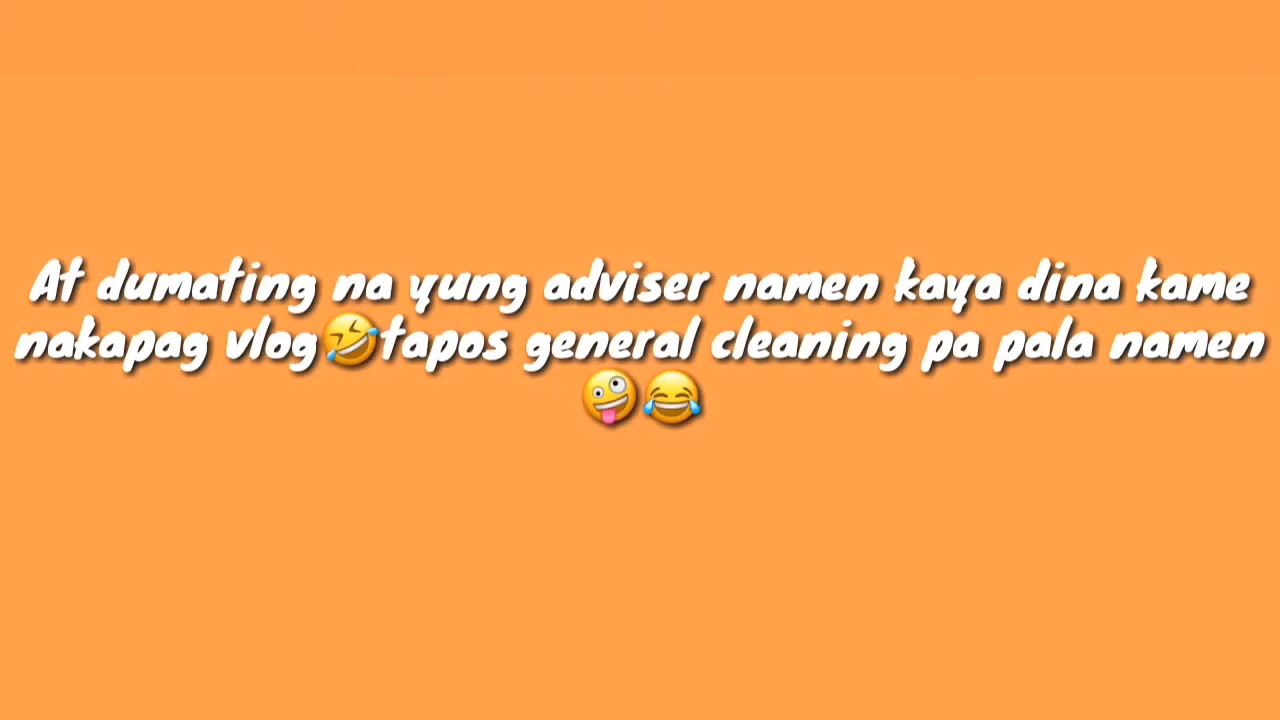 At dumating na yung adviser namen kaya dina kame
nakapag vlog🤣tapos general cleaning pa pala namen
🤪😂